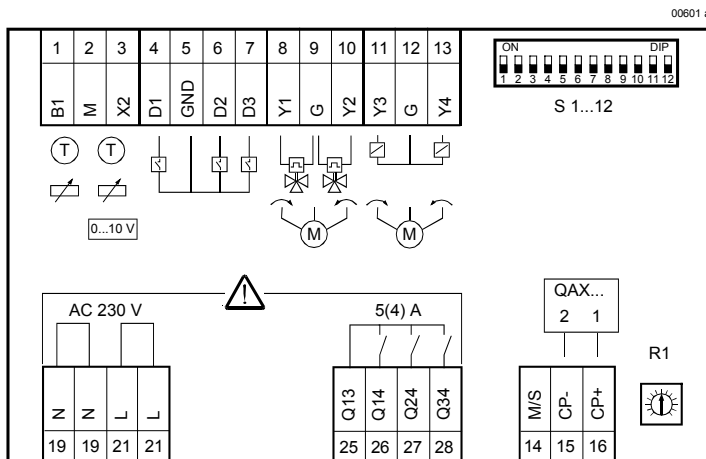 00601 a
1 2 3 4 5 6 7 8 9 10 11 12 13
B1 M X2 D1 GND D2 D3 Y1 G Y2 Y3 G Y4
ON DIP
1 2 3 4 5 6 7 8 9 10 11 12
S 1...12
T T
0...10 V
M M
AC 230 V 5(4) A
QAX...
2 1
R1
N N L L Q13 Q14 Q24 Q34 M/S CP- CP+
19 19 21 21 25 26 27 28 14 15 16